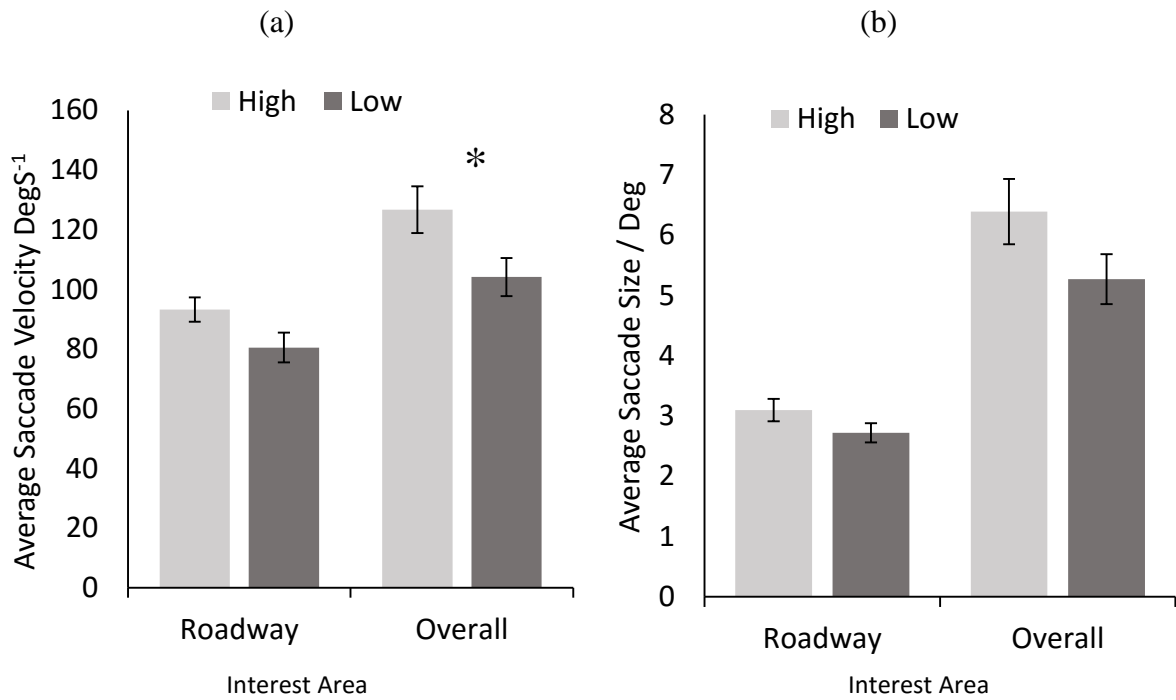 (a)
High Low
Average Saccade Velocity DegS-1
160
140
120
100
80
60
40
20
0
*
Roadway Overall
Interest Area
(b)
High Low
Average Saccade Size / Deg
8
7
6
5
4
3
2
1
0
Roadway Overall
Interest Area